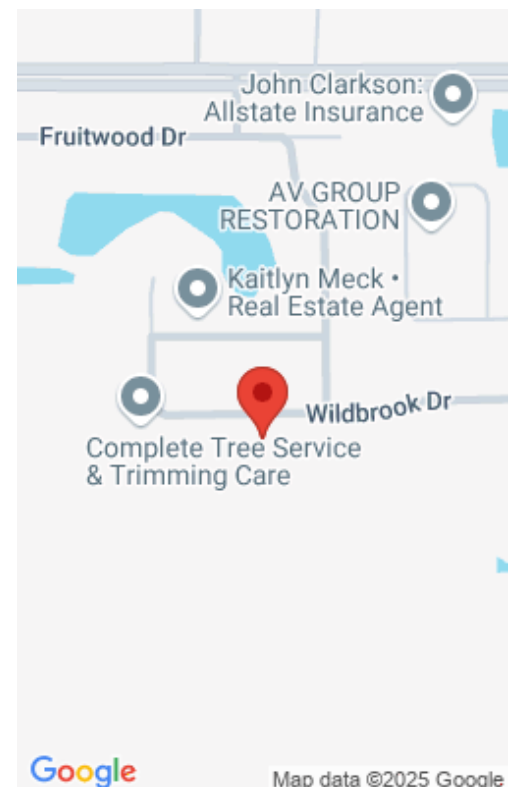 John Clarkson:
Allstate Insurance
Fruitwood Dr
AV GROUP
RESTORATION
Kaitlyn Meck •
Real Estate Agent
Wildbrook Dr
Complete Tree Service
& Trimming Care
Google
Map data ©2025 Google